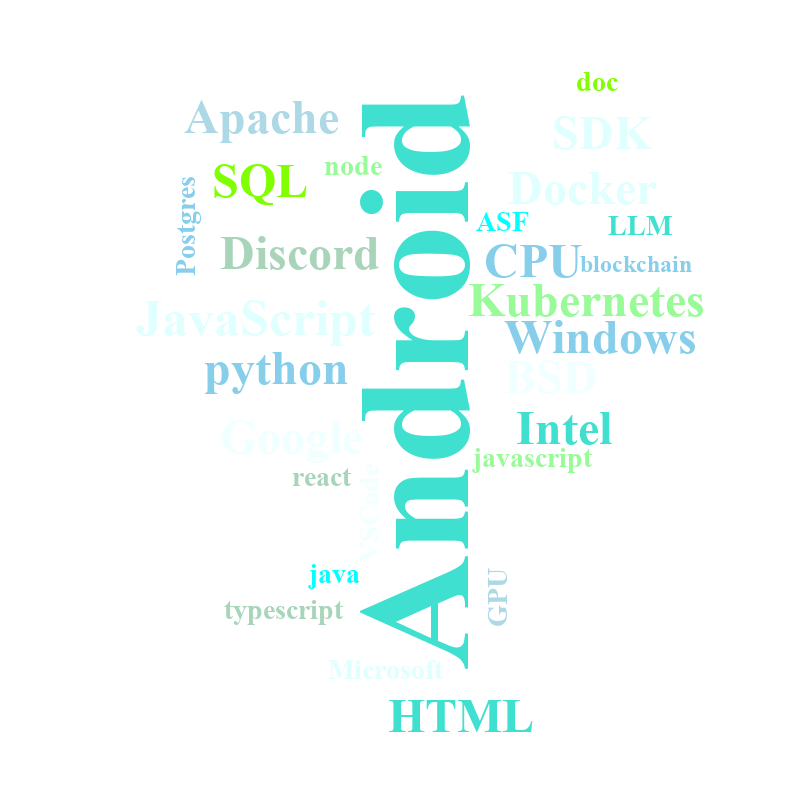 doc
Apache
SDK
node
SQL
Docker
Postgres
ASF
LLM
Discord
CPU
blockchain
Kubernetes
JavaScript
Windows
python
BSD
Android
Intel
Google
javascript
react
VSCode
java
GPU
typescript
Microsoft
HTML